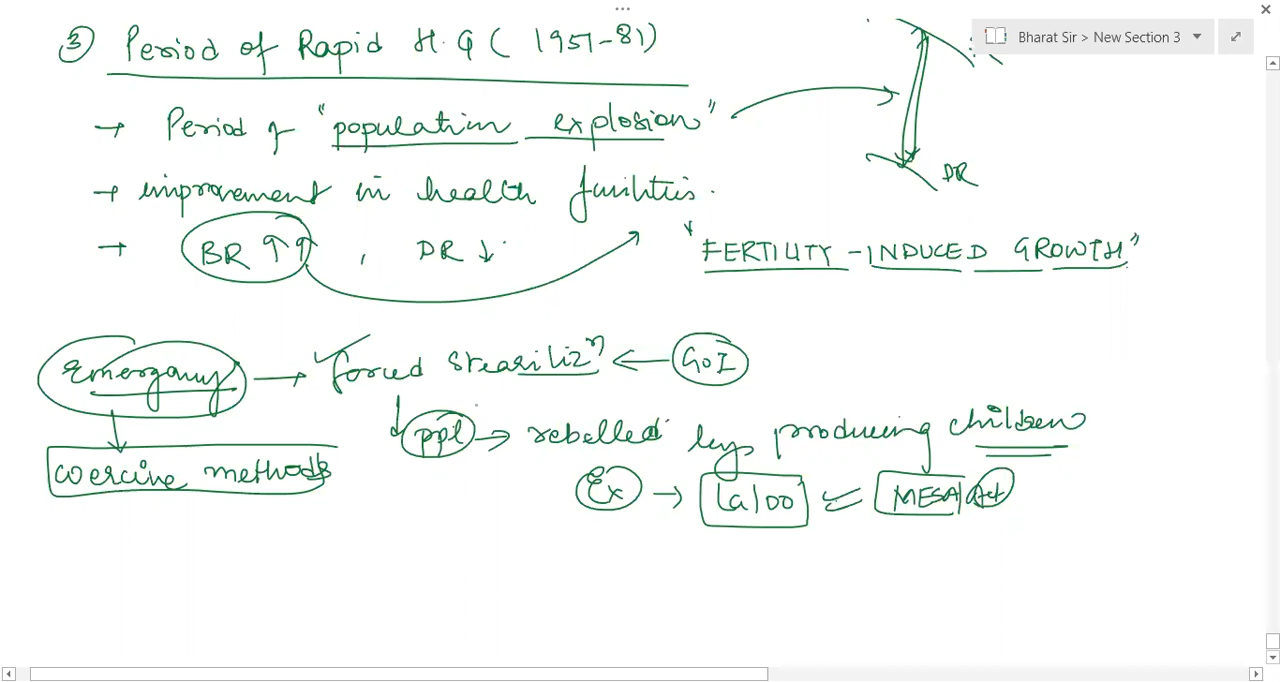 Bharat Sir > New Section 3
③ Period of Rapid H.G ( 1951-81)
→ Period of "population explosion"
DR
→ improvement in health facilities.
→ BR ↑↑ , DR ↓
"FERTILITY-INDUCED GROWTH"
Emergancy → forced stearilizⁿ ← GOI
ppl → rebelled by producing children
coercive methods
Ex → Laloo MESA Act